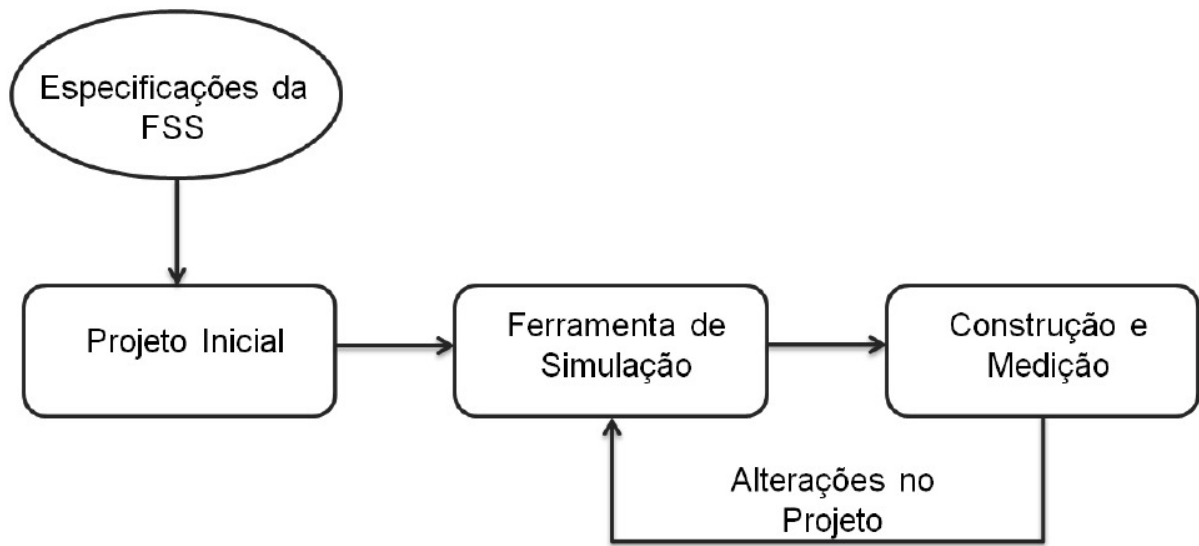 Especificações da
FSS
Projeto Inicial
Ferramenta de
Simulação
Construção e
Medição
Alterações no
Projeto